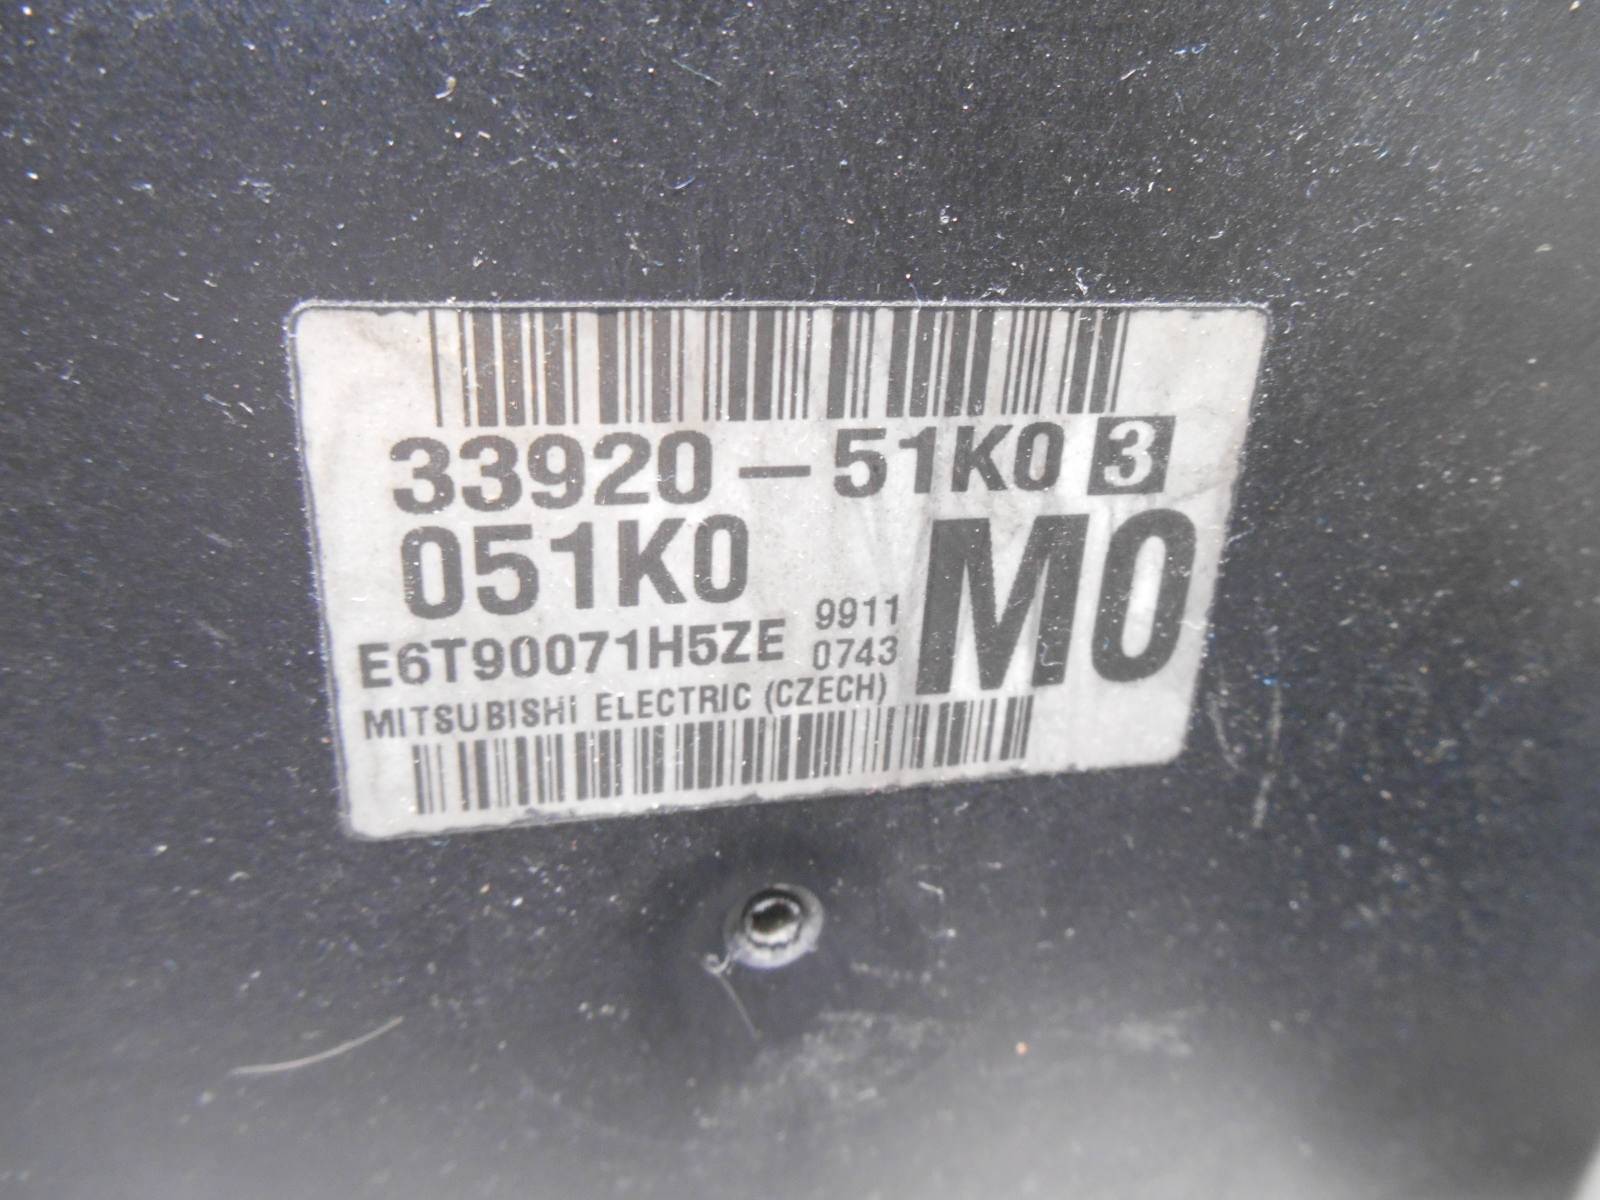 33920-51K0 3
051K0
E6T90071H5ZE 9911
0743
M0
MITSUBISHI ELECTRIC (CZECH)